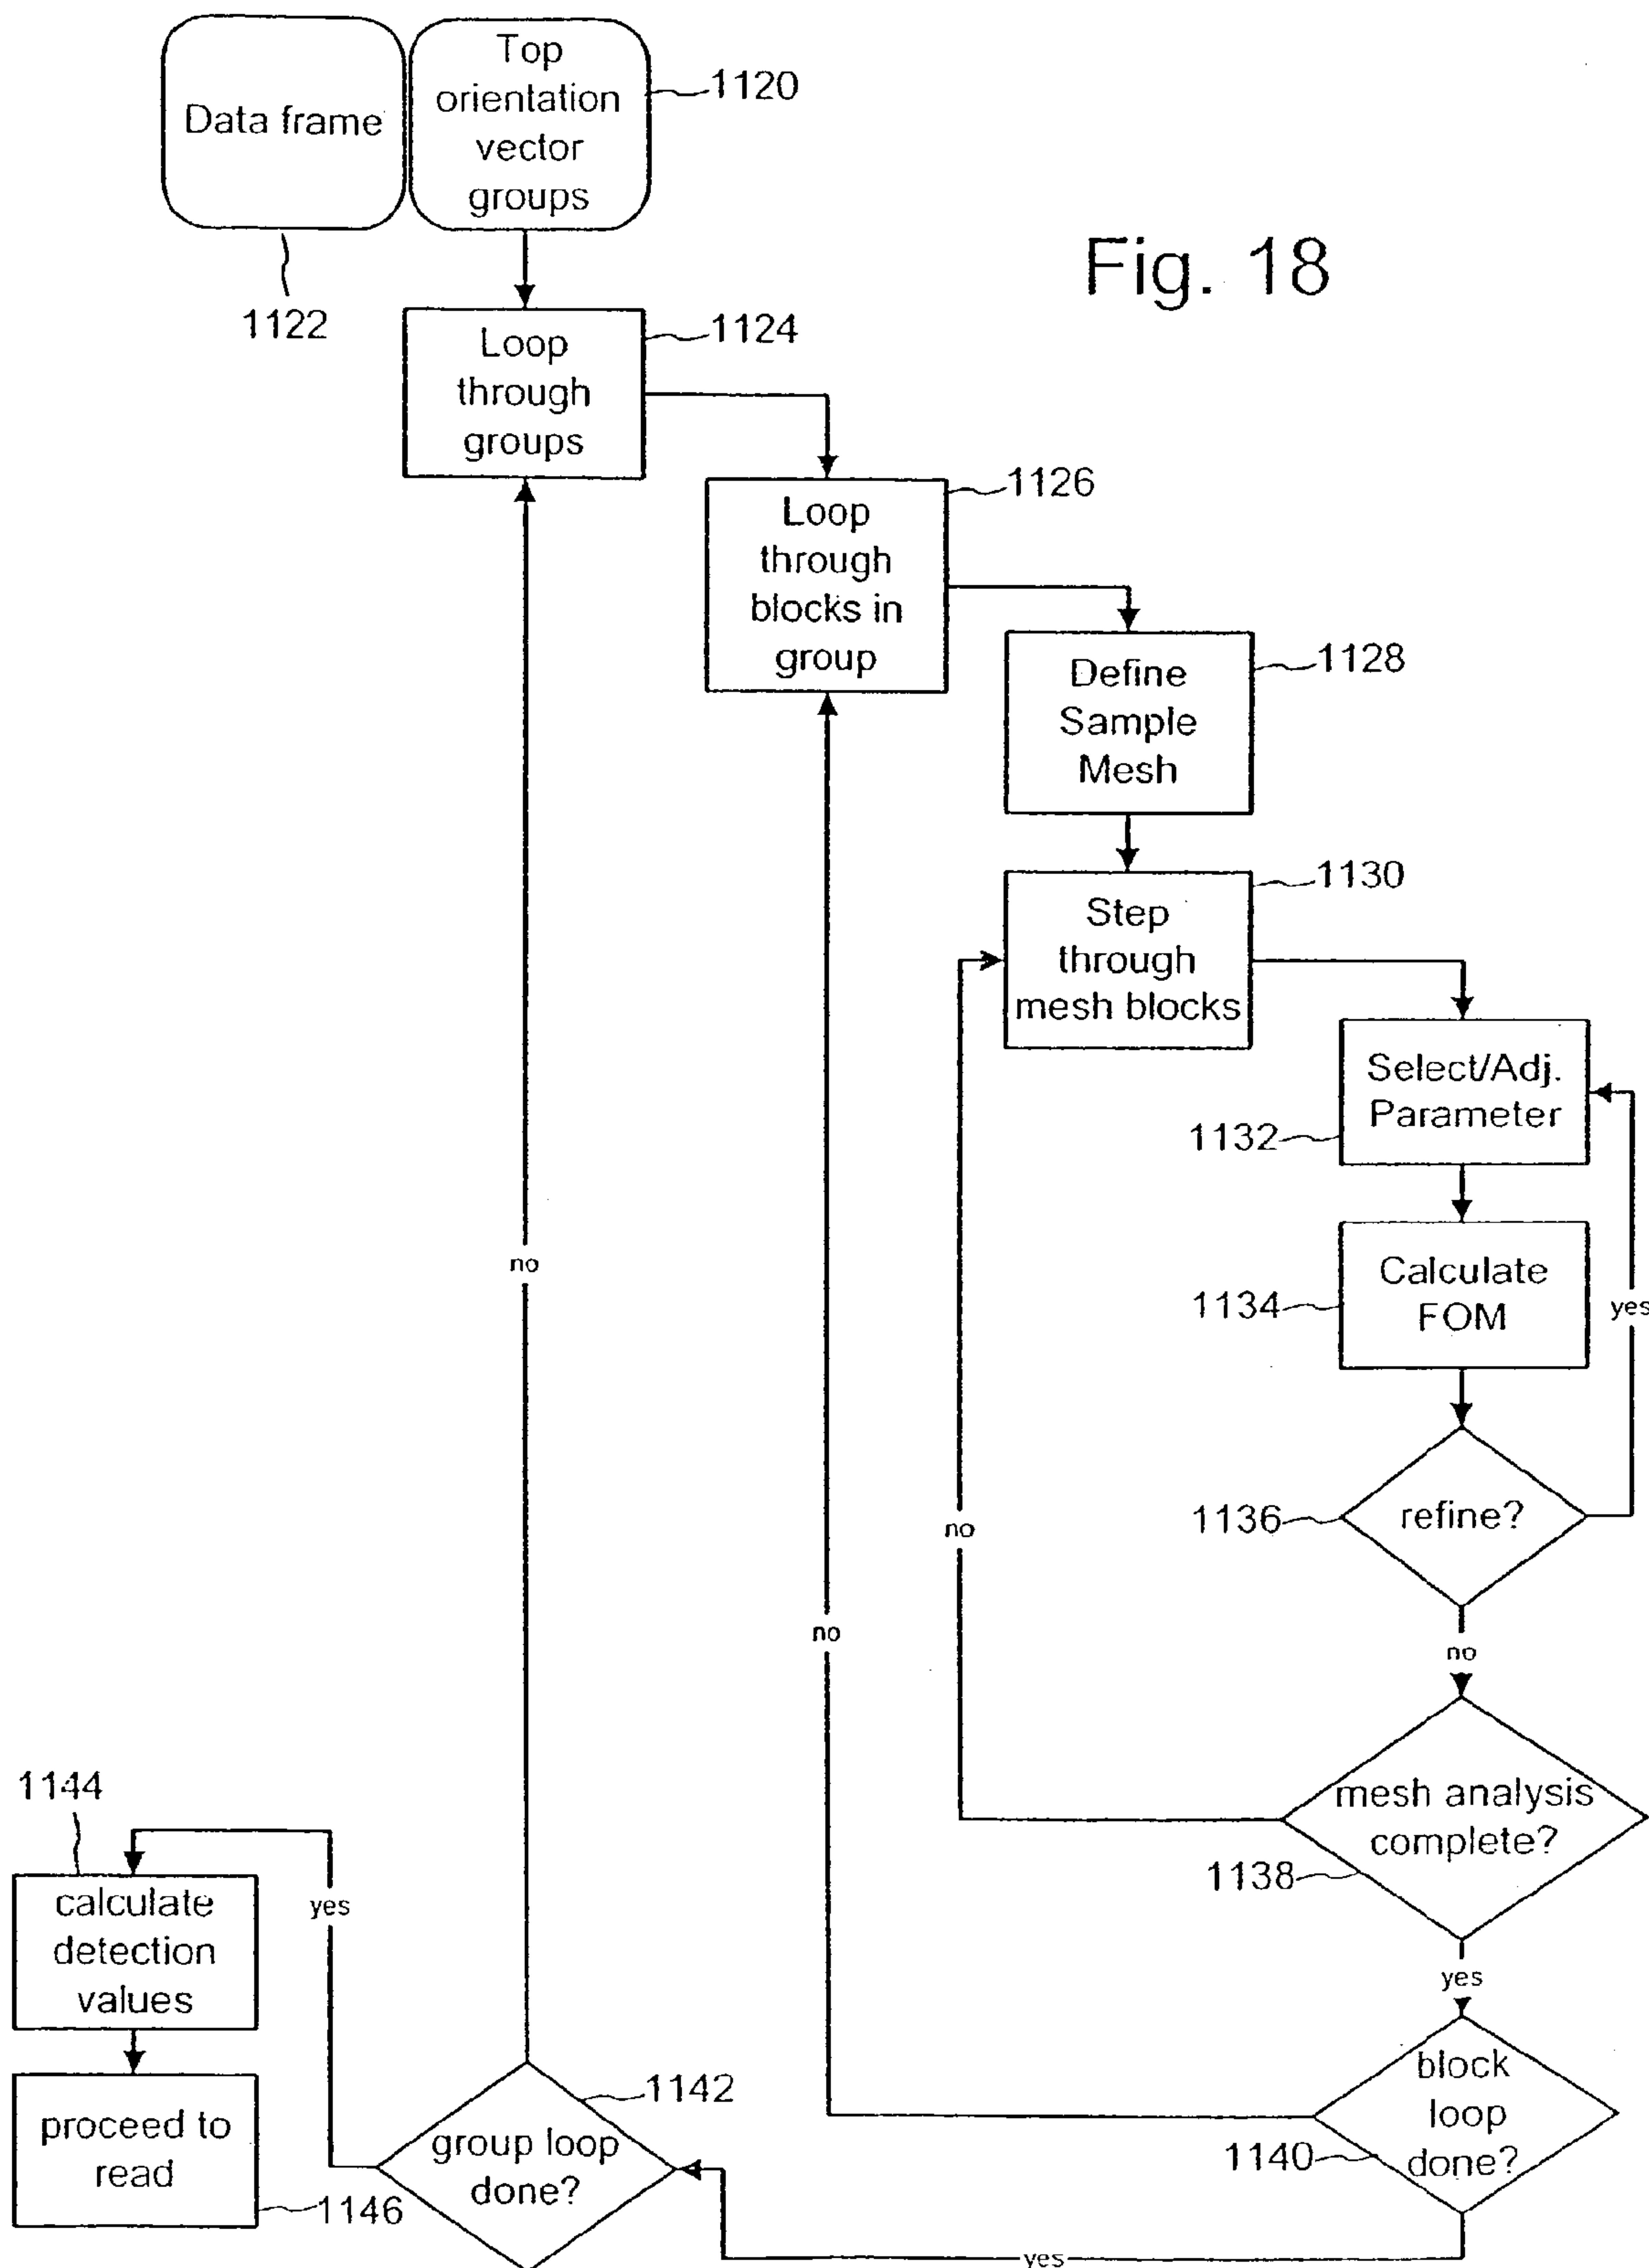 Data frame
Top
orientation
vector
groups
1120
1122
Fig. 18
Loop
through
groups
1124
Loop
through
blocks in
group
1126
Define
Sample
Mesh
1128
Step
through
mesh blocks
1130
Select/Adj.
Parameter
1132
Calculate
FOM
1134
yes
refine?
1136
no
no
no
no
mesh analysis
complete?
1138
yes
block
loop
done?
1140
yes
group loop
done?
1142
yes
1144
calculate
detection
values
proceed to
read
1146